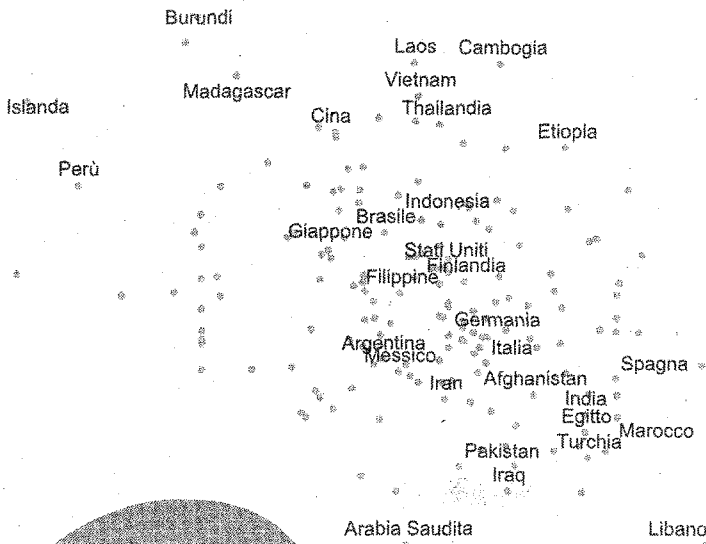 Burundi
Laos Cambogia
Vietnam
Madagascar
Islanda
Thailandia
Cina
Etiopia
Perù
Indonesia
Brasile
Giappone
Stati Uniti
Finlandia
Filippine
Germania
Argentina
Italia
Messico
Spagna
Iran Afghanistan
India
Egitto
Marocco
Turchia
Pakistan
Iraq
Arabia Saudita Libano